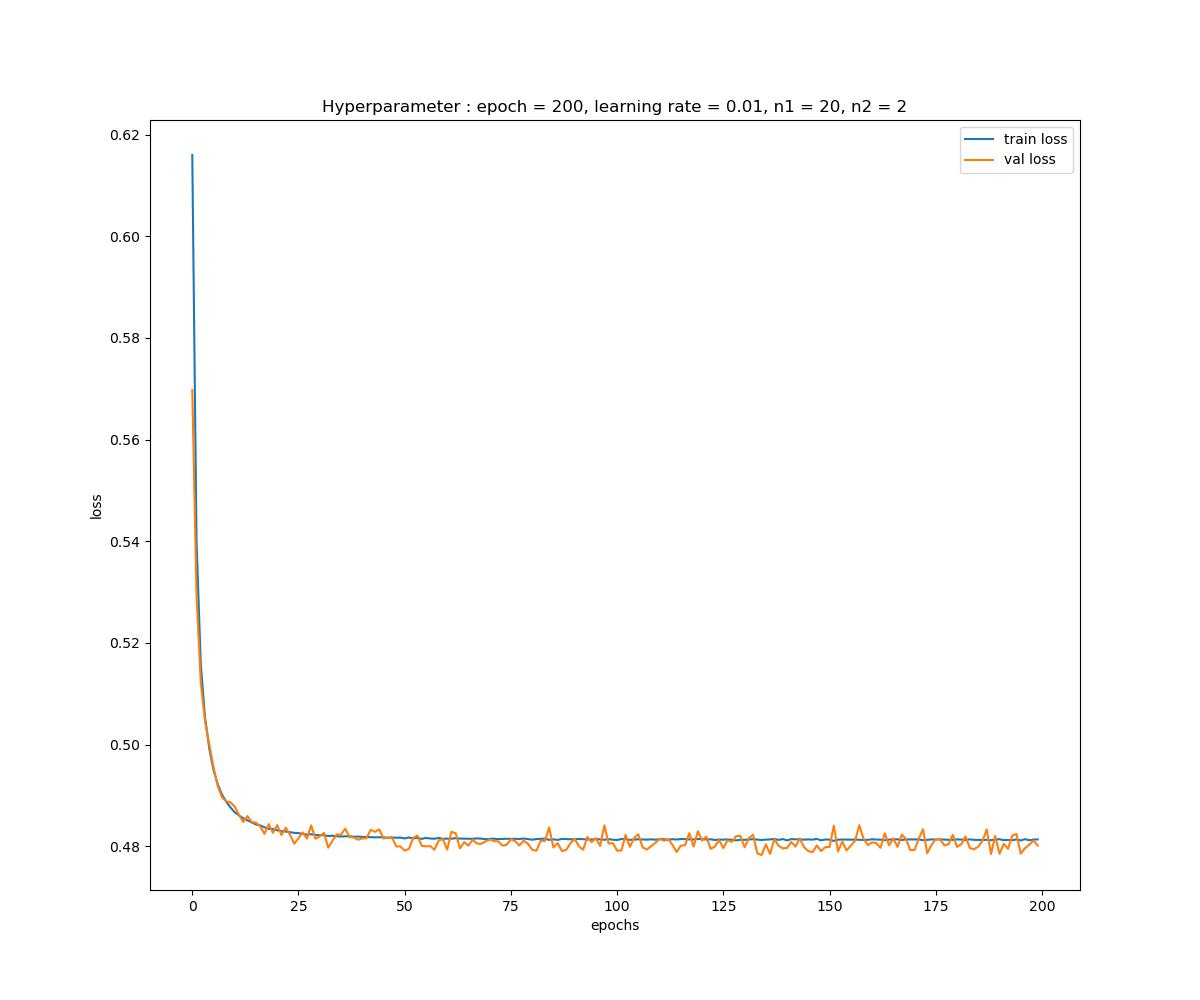 Hyperparameter : epoch = 200, learning rate = 0.01, n1 = 20, n2 = 2
train loss
val loss
0.62
0.60
0.58
0.56
0.54
0.52
0.50
0.48
loss
0 25 50 75 100 125 150 175 200
epochs